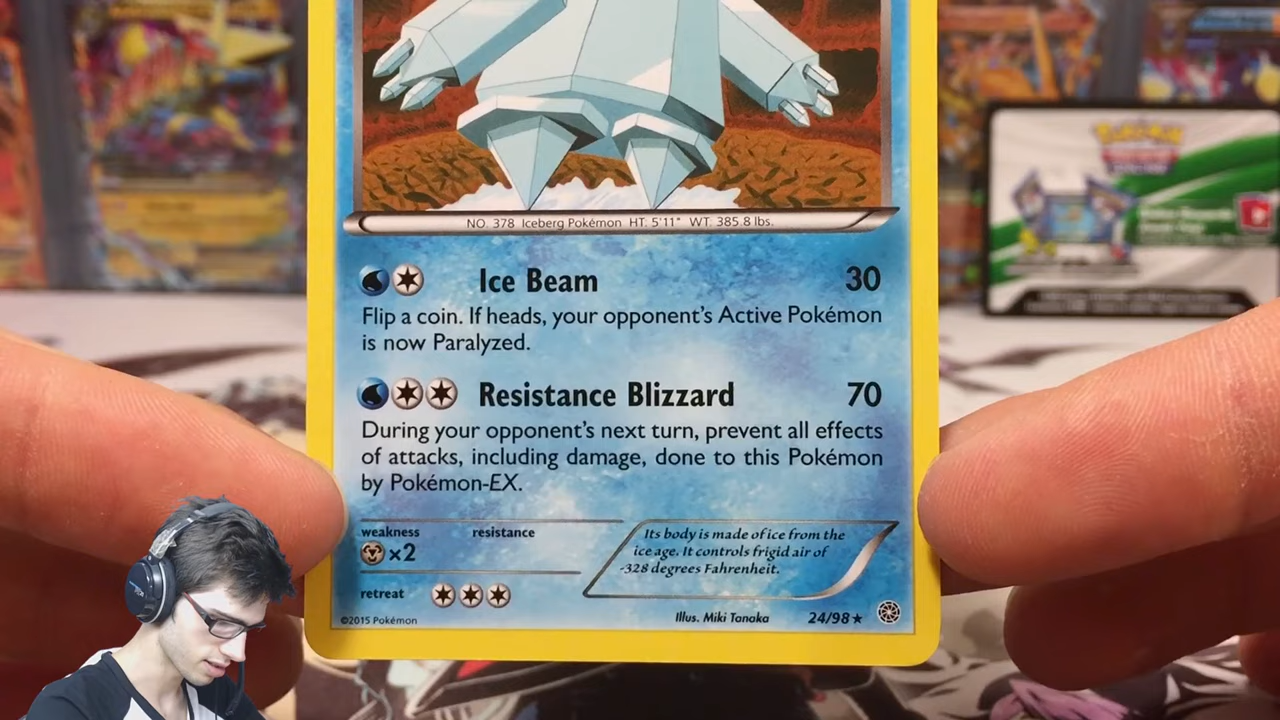 NO. 378 Iceberg Pokémon HT: 5'11" WT: 385.8 lbs.
Ice Beam 30
Flip a coin. If heads, your opponent's Active Pokémon
is now Paralyzed.
Resistance Blizzard 70
During your opponent's next turn, prevent all effects
of attacks, including damage, done to this Pokémon
by Pokémon-EX.
weakness resistance
×2
Its body is made of ice from the
ice age. It controls frigid air of
-328 degrees Fahrenheit.
retreat
©2015 Pokémon
Illus. Miki Tanaka 24/98★
Pokémon